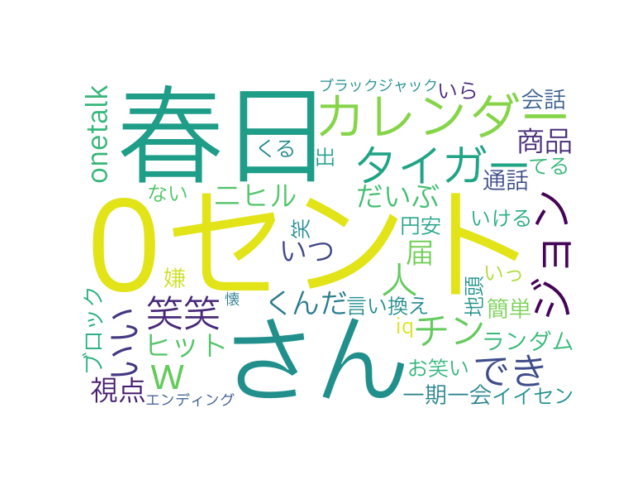 ブラックジャック
いら
会話
onetalk
春日
カレンダー
商品
くる
出
タイガー
てる
通話
ない
ニヒル
だいぶ
0セント
いける
円安
笑
いつ
届
ジョン
嫌
人
いっ
地頭
懐
くんだ
言い換え
簡単
ブロック
いい
笑笑
さん
iq
チン
ランダム
ヒット
w
お笑い
でき
視点
エンディング
一期一会
イイセン